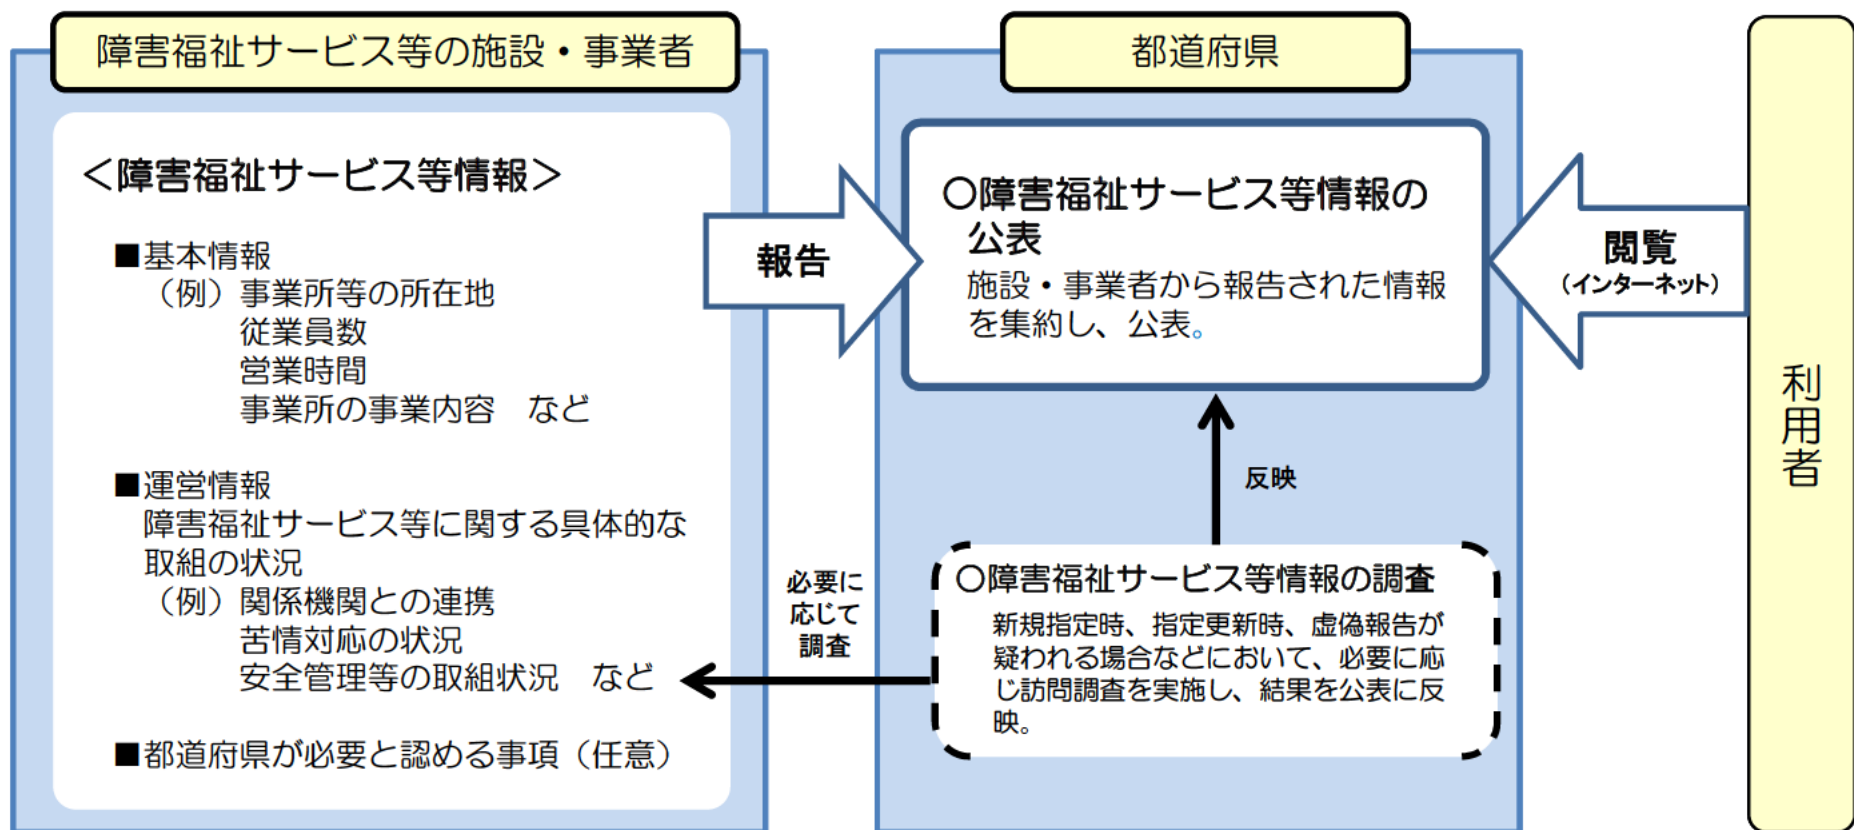 障害福祉サービス等の施設・事業者
＜障害福祉サービス等情報＞
■基本情報
（例）事業所等の所在地
従業員数
営業時間
事業所の事業内容　など
■運営情報
障害福祉サービス等に関する具体的な
取組の状況
（例）関係機関との連携
苦情対応の状況
安全管理等の取組状況　など
■都道府県が必要と認める事項（任意）
報告
必要に
応じて
調査
都道府県
○障害福祉サービス等情報の
公表
施設・事業者から報告された情報
を集約し、公表。
反映
○障害福祉サービス等情報の調査
新規指定時、指定更新時、虚偽報告が
疑われる場合などにおいて、必要に応
じ訪問調査を実施し、結果を公表に反
映。
閲覧
（インターネット）
利用者